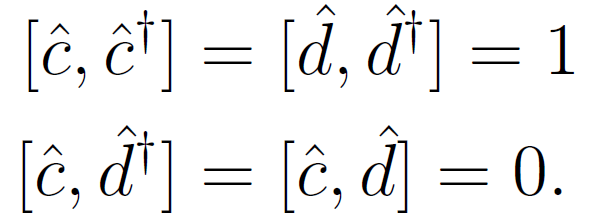 [ĉ, ĉ†] = [d̂, d̂†] = 1
[ĉ, d̂†] = [ĉ, d̂] = 0.